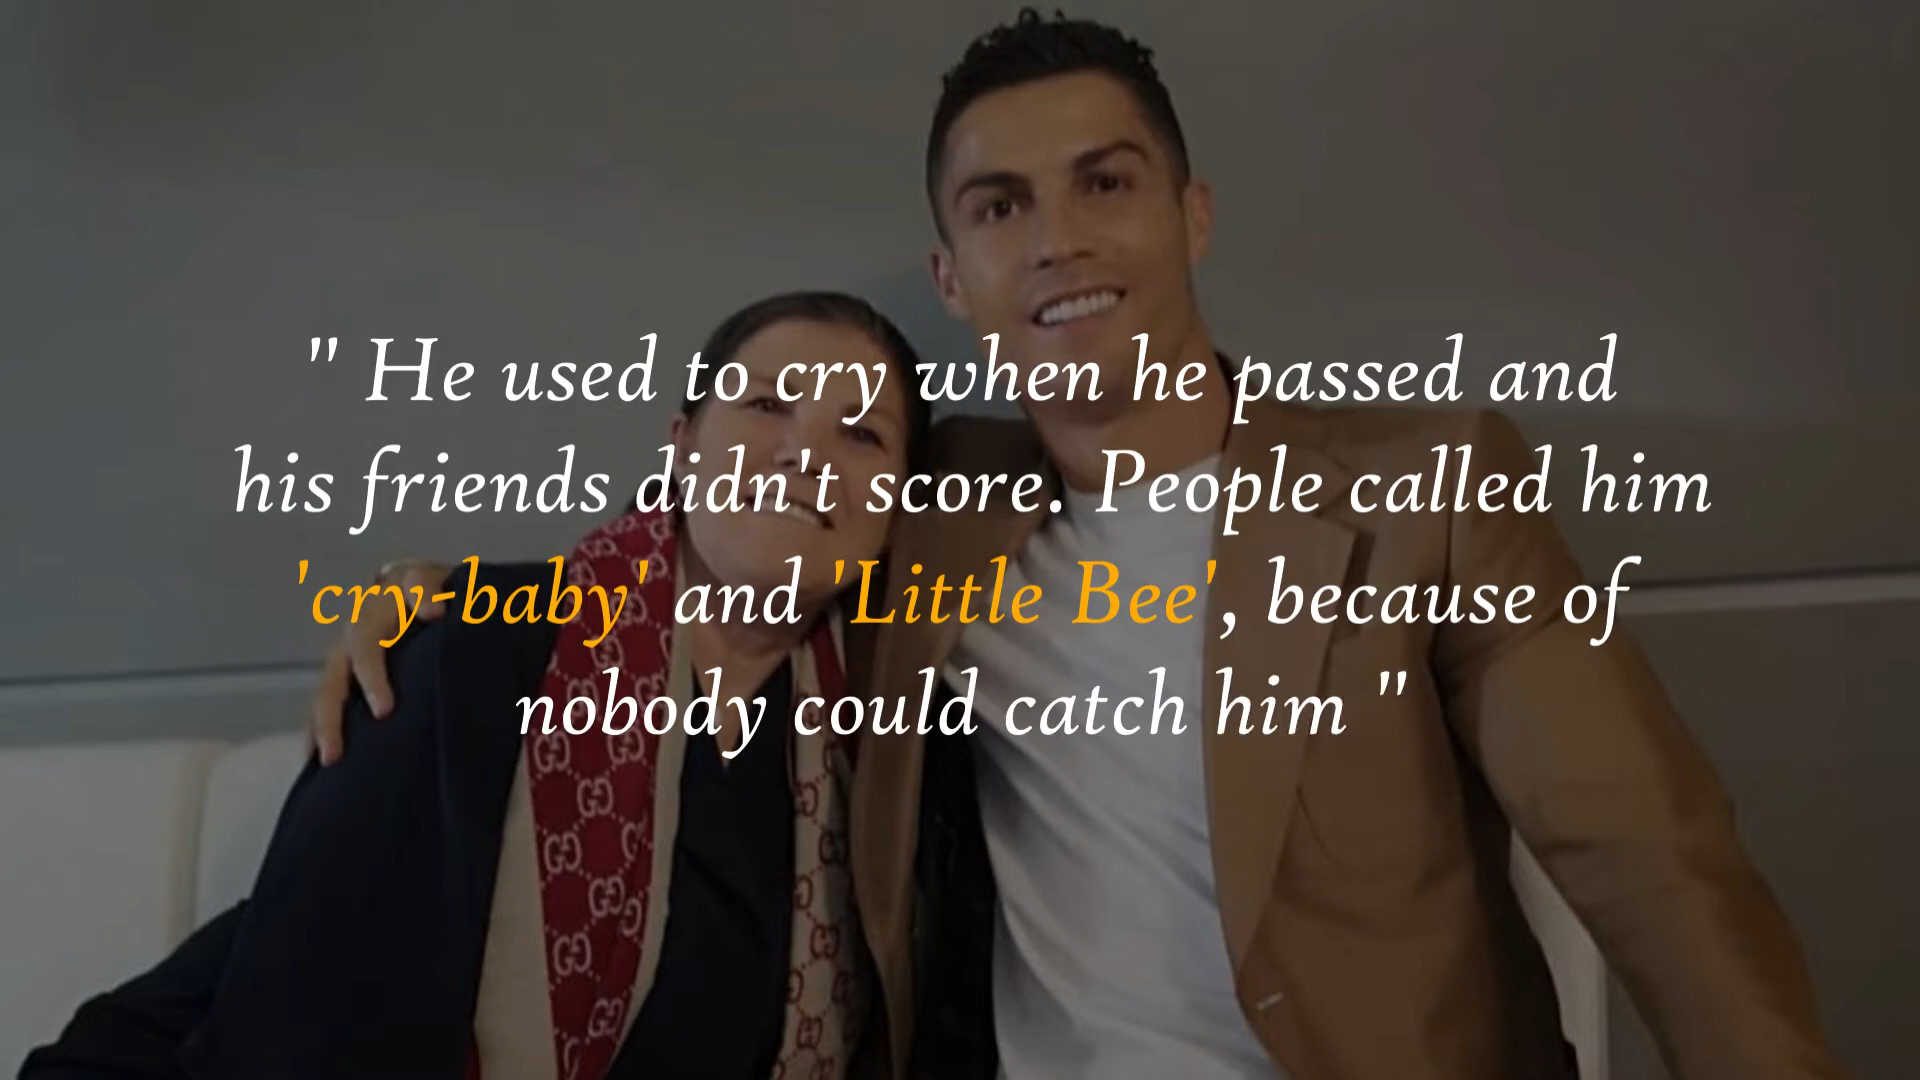 " He used to cry when he passed and
his friends didn't score. People called him
'cry-baby' and 'Little Bee', because of
nobody could catch him "